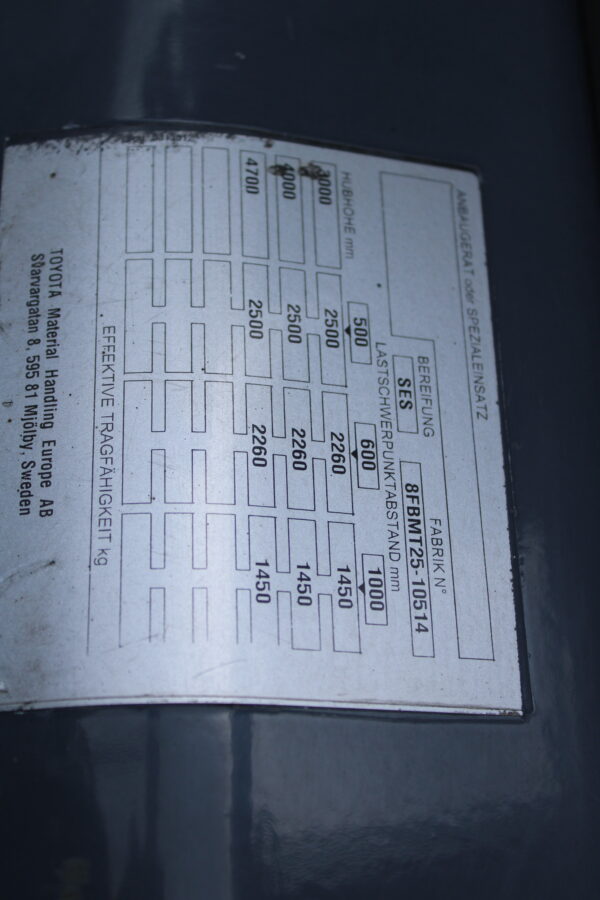 ANBAUGERÄT oder SPEZIALEINSATZ
BEREIFUNG FABRIK N°
SES 8FBMT25-10514
LASTSCHWERPUNKTABSTAND mm
HUBHÖHE mm 500 600 1000
3000 2500 2260 1450
4000 2500 2260 1450
4700 2500 2260 1450
EFFEKTIVE TRAGFÄHIGKEIT kg
TOYOTA Material Handling Europe AB
Svarvargatan 8, 595 81 Mjölby, Sweden